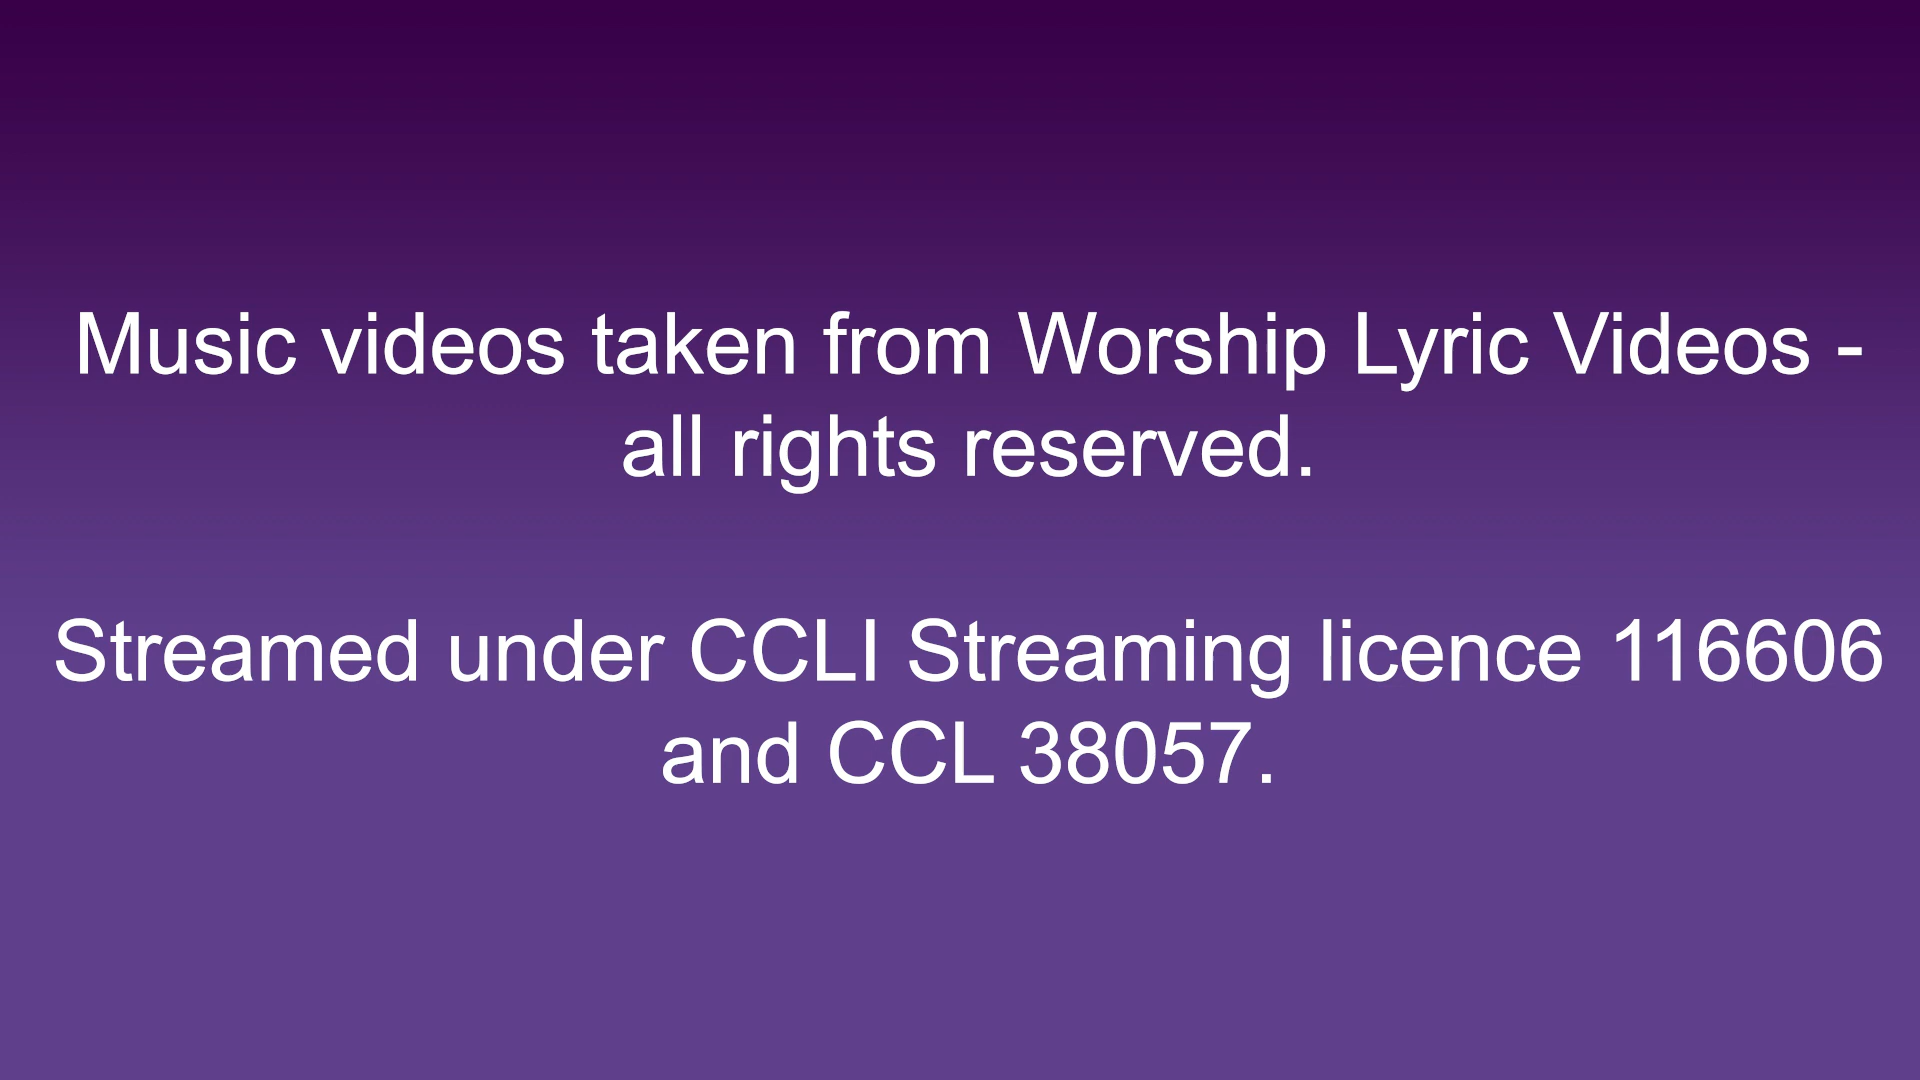 Music videos taken from Worship Lyric Videos -
all rights reserved.
Streamed under CCLI Streaming licence 116606
and CCL 38057.